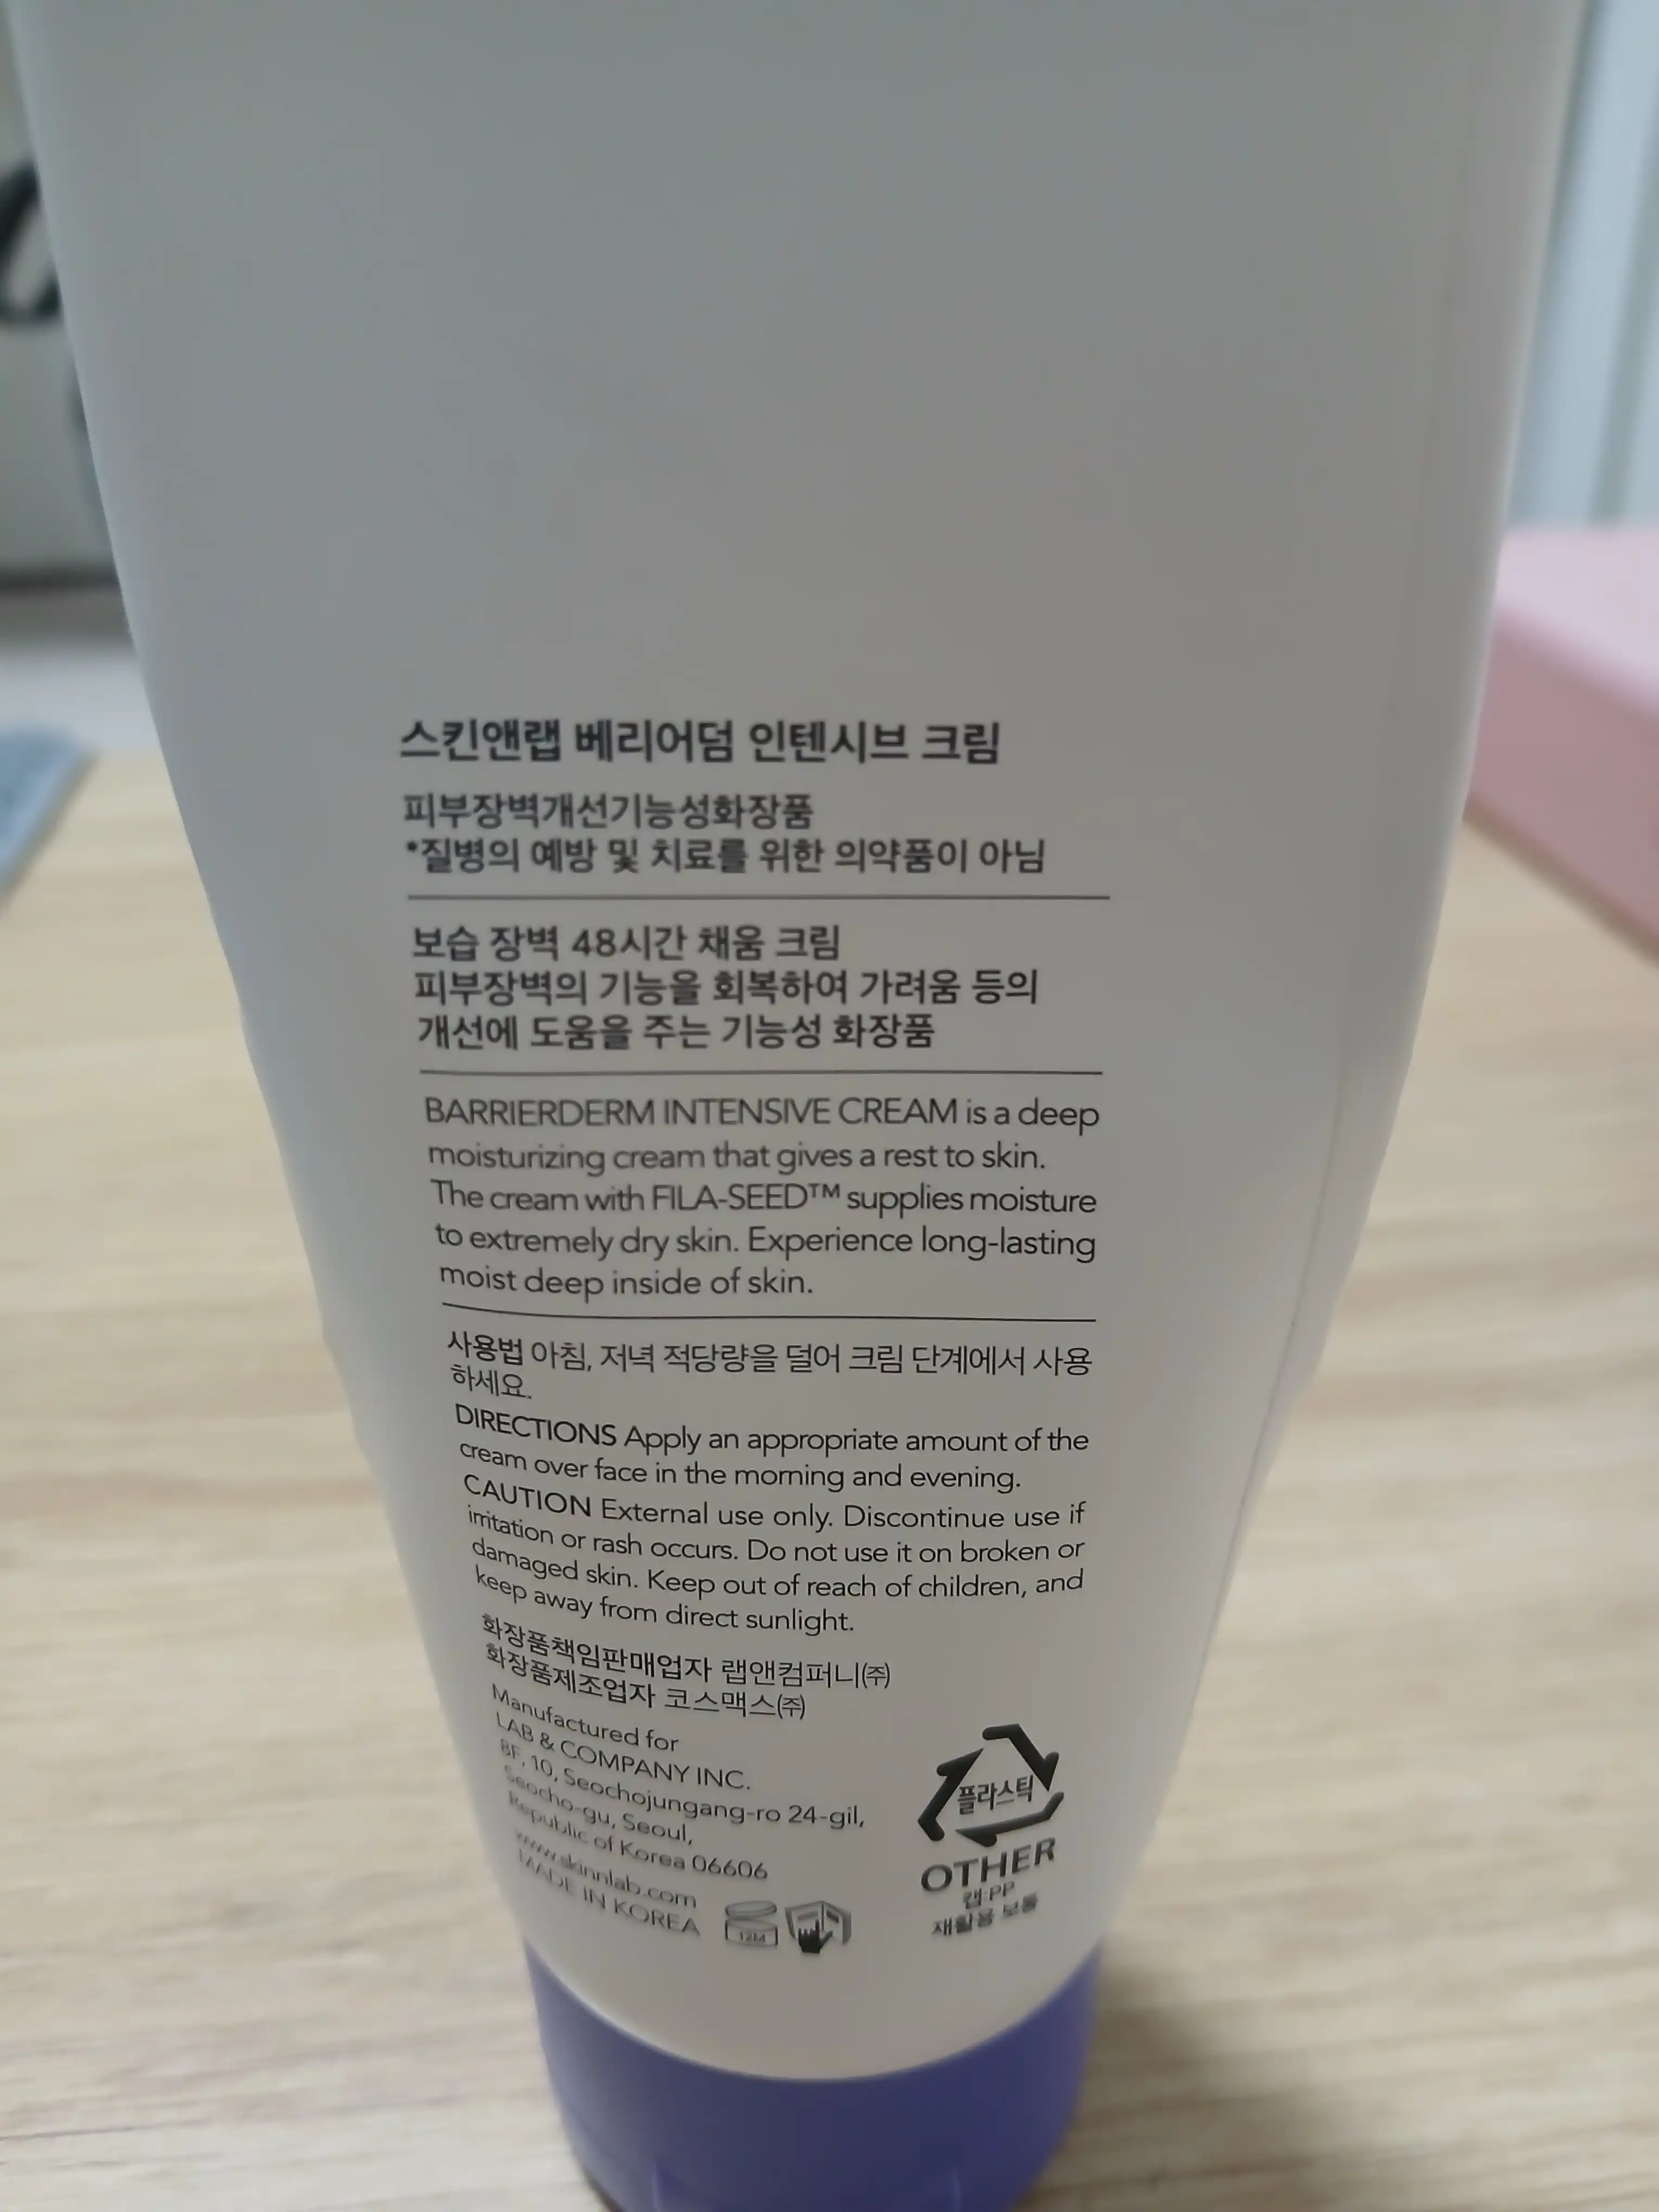 스킨앤랩 베리어덤 인텐시브 크림
피부장벽개선기능성화장품
*질병의 예방 및 치료를 위한 의약품이 아님
보습 장벽 48시간 채움 크림
피부장벽의 기능을 회복하여 가려움 등의
개선에 도움을 주는 기능성 화장품
BARRIERDERM INTENSIVE CREAM is a deep
moisturizing cream that gives a rest to skin.
The cream with FILA-SEED™ supplies moisture
to extremely dry skin. Experience long-lasting
moist deep inside of skin.
사용법 아침, 저녁 적당량을 덜어 크림 단계에서 사용
하세요.
DIRECTIONS Apply an appropriate amount of the
cream over face in the morning and evening.
CAUTION External use only. Discontinue use if
irritation or rash occurs. Do not use it on broken or
damaged skin. Keep out of reach of children, and
keep away from direct sunlight.
화장품책임판매업자 랩앤컴퍼니㈜
화장품제조업자 코스맥스㈜
Manufactured for
LAB & COMPANY INC.
8F, 10, Seochojungang-ro 24-gil,
Seocho-gu, Seoul,
Republic of Korea 06606
www.skinnlab.com
MADE IN KOREA
12M
플라스틱
OTHER
캡:PP
재활용 보통